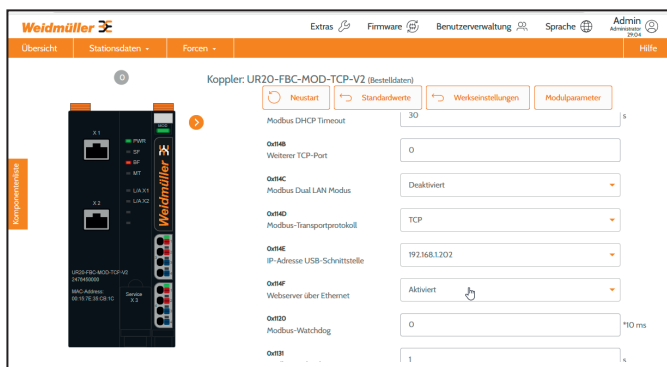 Weidmüller
Extras Firmware Benutzerverwaltung Sprache Admin
Administrator
29:04
Übersicht Stationsdaten Forcen Hilfe
0
Koppler: UR20-FBC-MOD-TCP-V2 (Bestelldaten)
Neustart Standardwerte Werkseinstellungen Modulparameter
Modbus DHCP Timeout 30 s
0x114B
Weiterer TCP-Port 0
0x114C
Modbus Dual LAN Modus Deaktiviert
0x114D
Modbus-Transportprotokoll TCP
0x114E
IP-Adresse USB-Schnittstelle 192.168.1.202
0x114F
Webserver über Ethernet Aktiviert
0x1120
Modbus-Watchdog 0 *10 ms
0x1131
1 s
Komponentenliste
X 1
PWR
SF
BF
MT
L/A X1
L/A X2
X 2
Weidmüller
UR20-FBC-MOD-TCP-V2
2476450000
MAC-Address:
Service
X 3